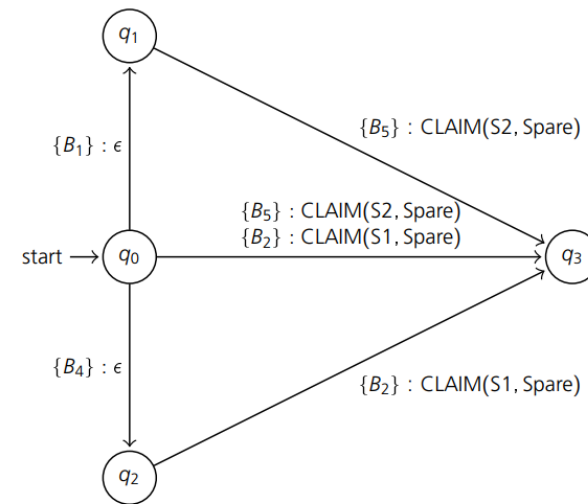 q₁
{B₅} : CLAIM(S2, Spare)
{B₁} : ϵ
{B₅} : CLAIM(S2, Spare)
{B₂} : CLAIM(S1, Spare)
start
q₀
q₃
{B₄} : ϵ
{B₂} : CLAIM(S1, Spare)
q₂